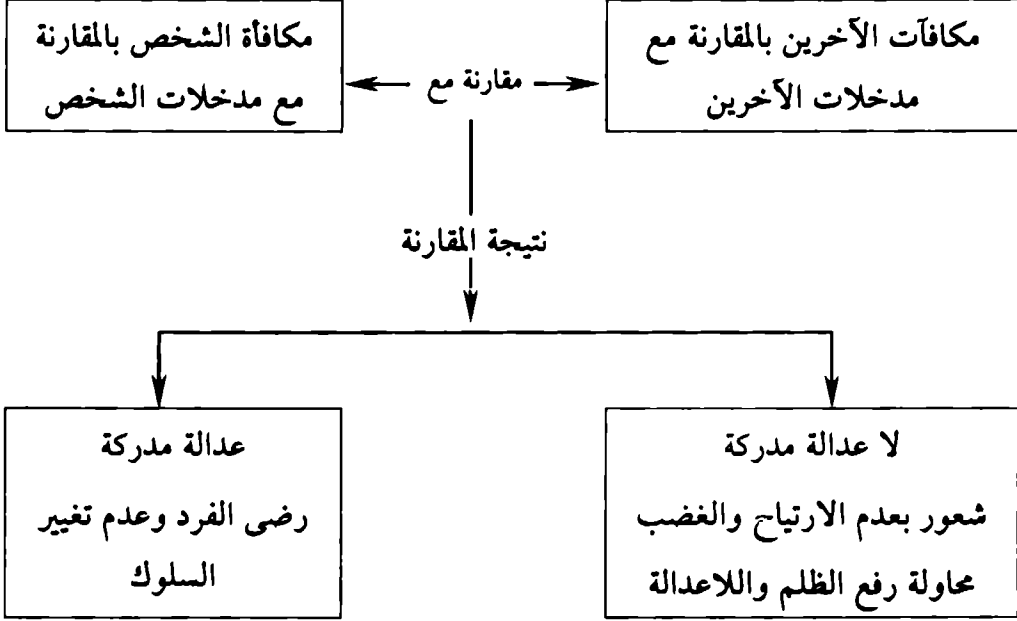 مكافآت الآخرين بالمقارنة مع
مدخلات الآخرين
مقارنة مع
مكافأة الشخص بالمقارنة
مع مدخلات الشخص
نتيجة المقارنة
لا عدالة مدركة
شعور بعدم الارتياح والغضب
محاولة رفع الظلم واللاعدالة
عدالة مدركة
رضى الفرد وعدم تغيير
السلوك